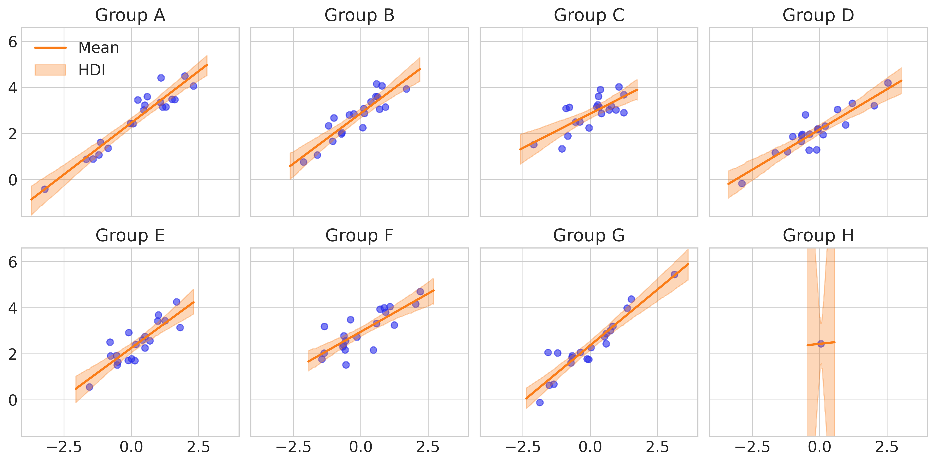 Group A
Group B
Group C
Group D
6
4
2
0
Mean
HDI
Group E
Group F
Group G
Group H
6
4
2
0
−2.5 0.0 2.5
−2.5 0.0 2.5
−2.5 0.0 2.5
−2.5 0.0 2.5